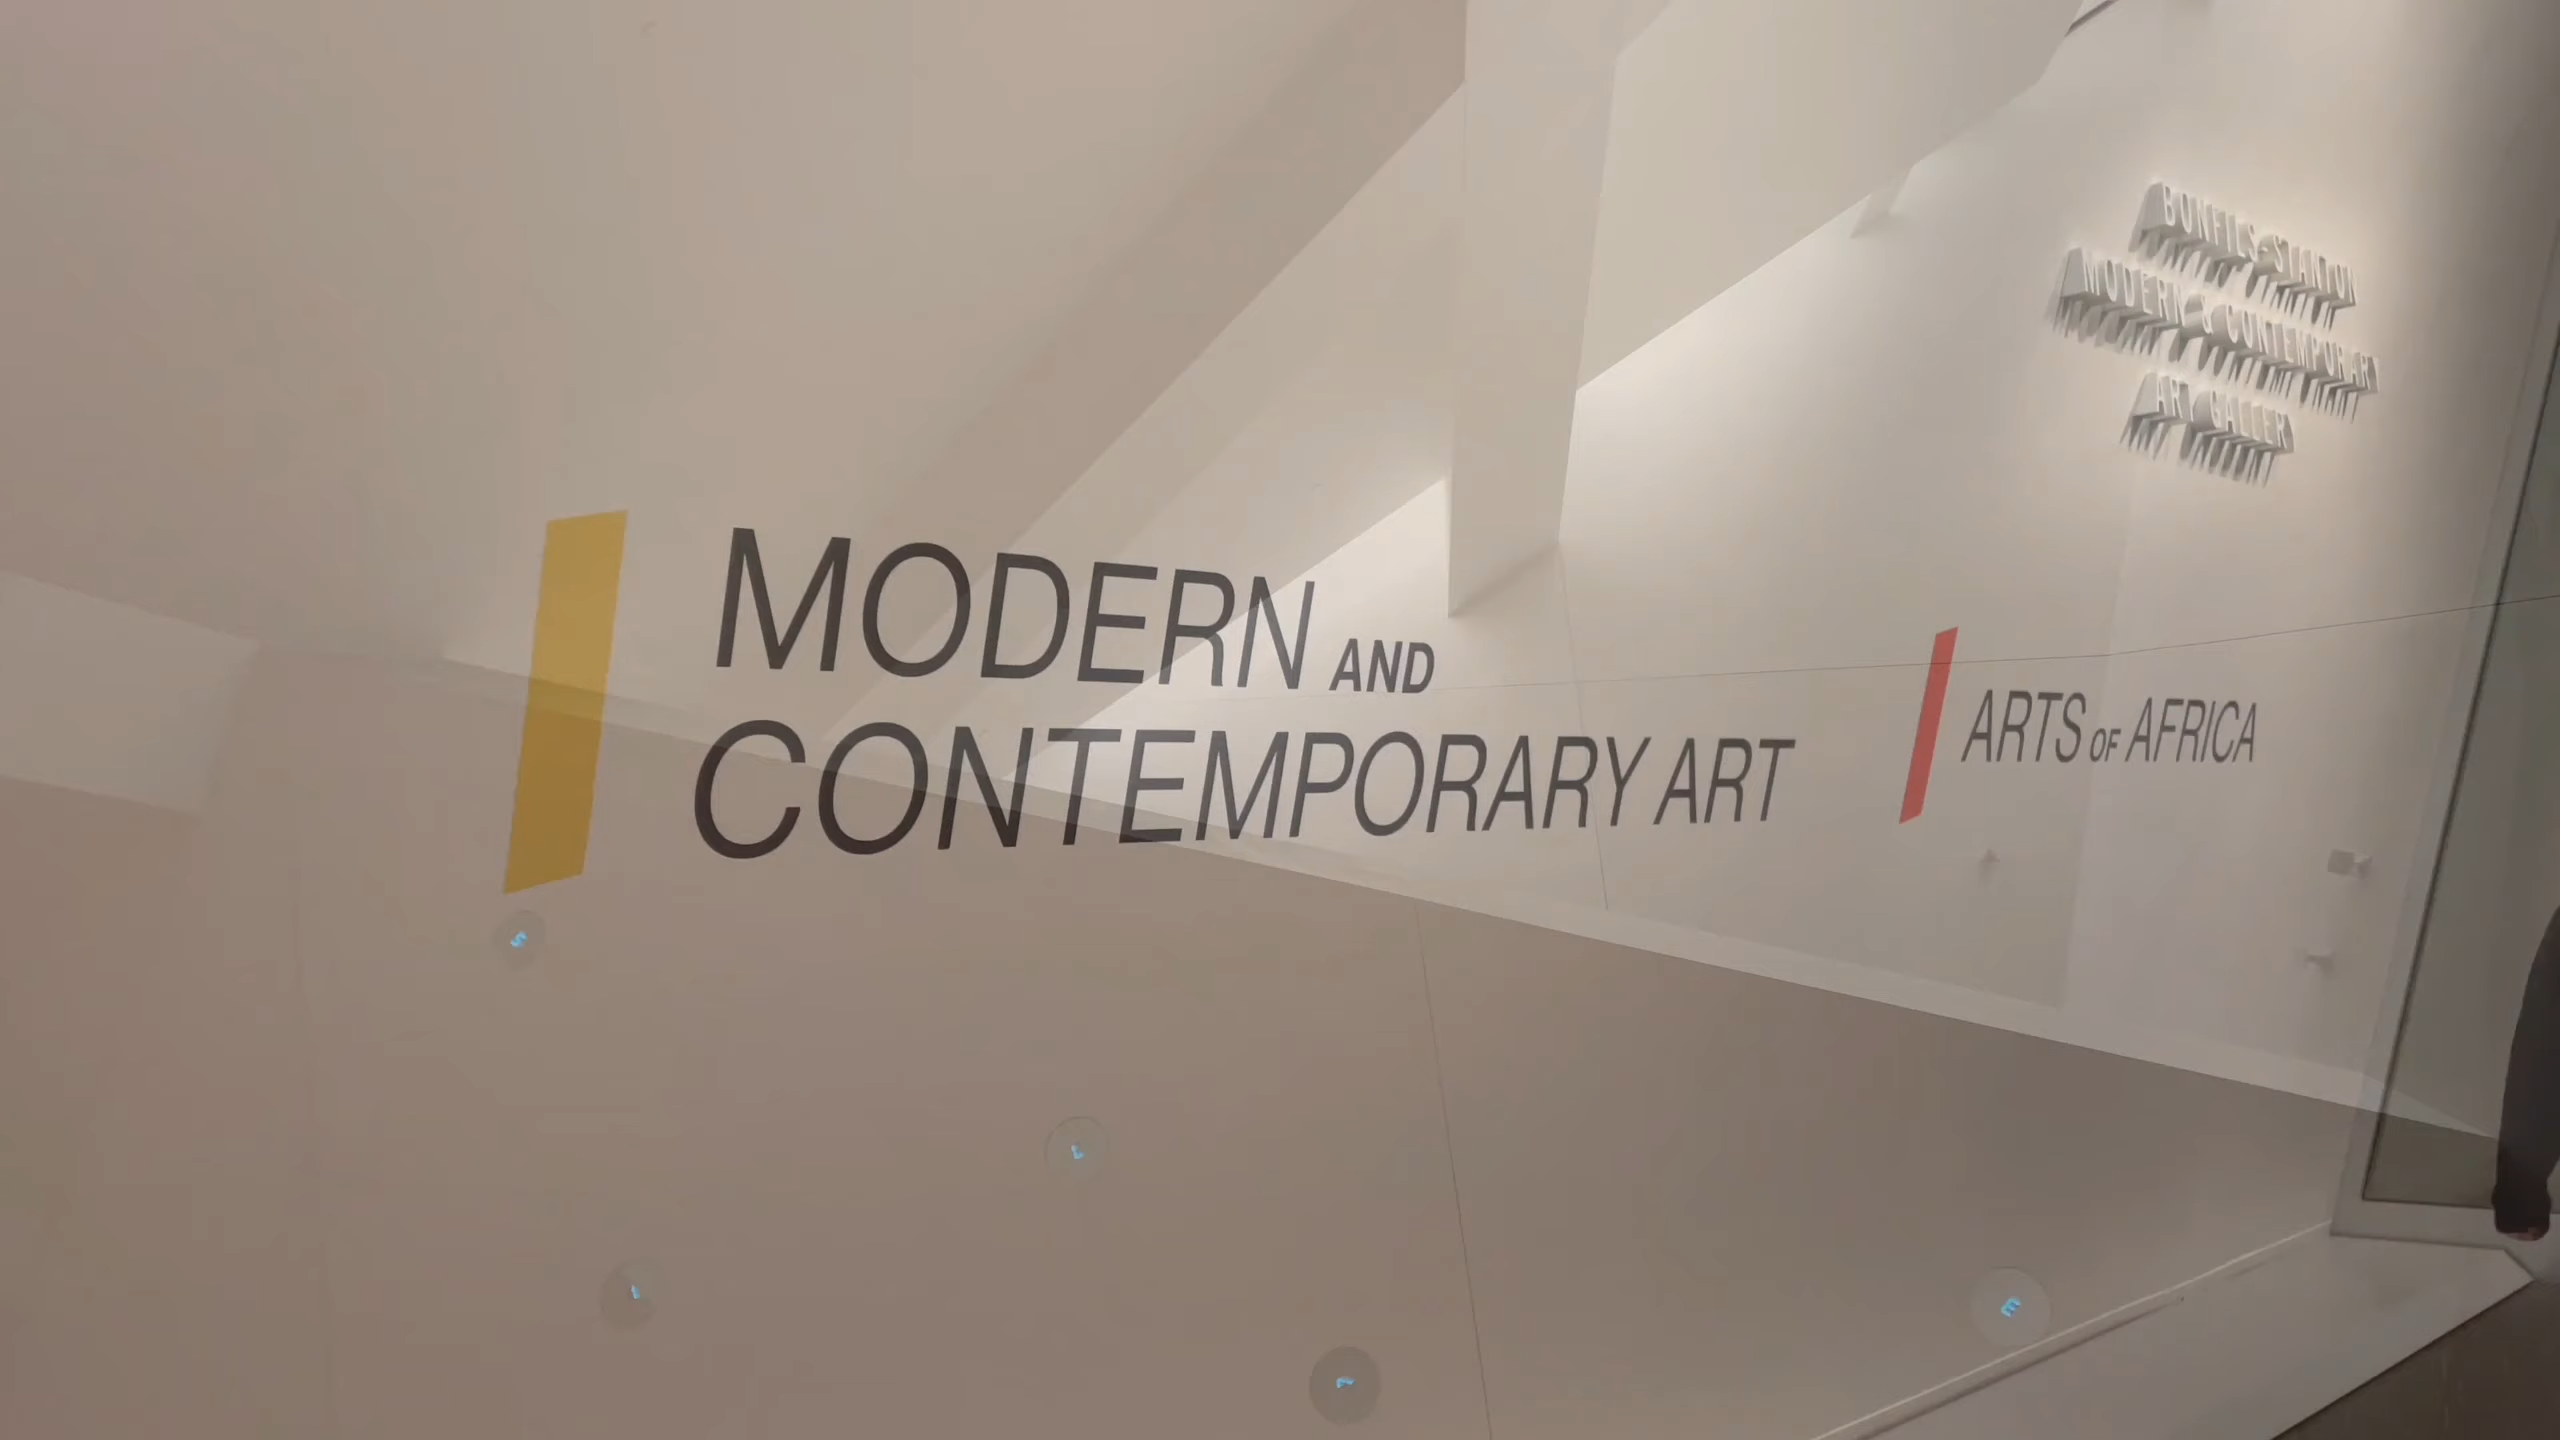 BONFILS-STANTON
MODERN & CONTEMPORARY
ART GALLERY
MODERN AND
CONTEMPORARY ART
ARTS OF AFRICA
S
E